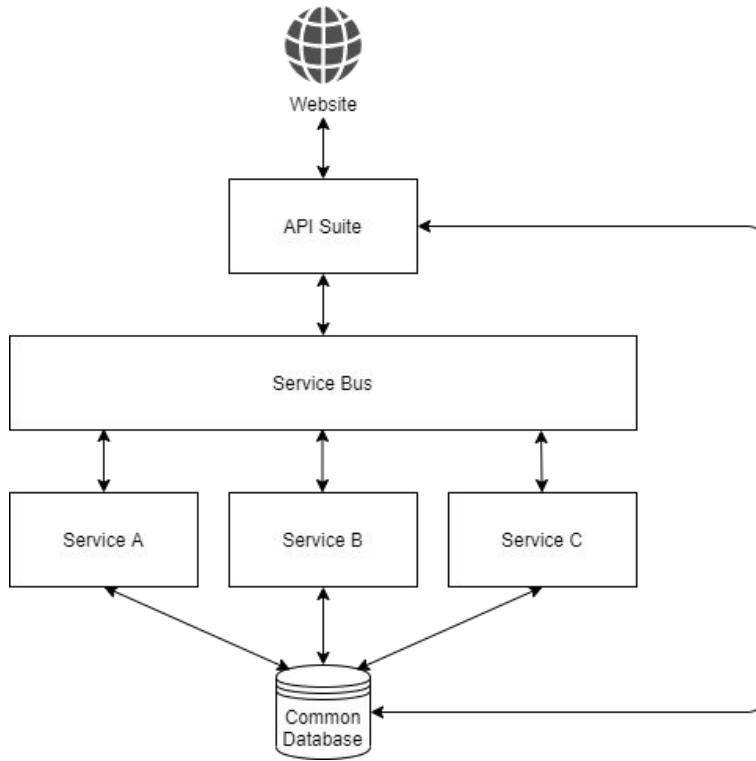 Website
API Suite
Service Bus
Service A
Service B
Service C
Common
Database